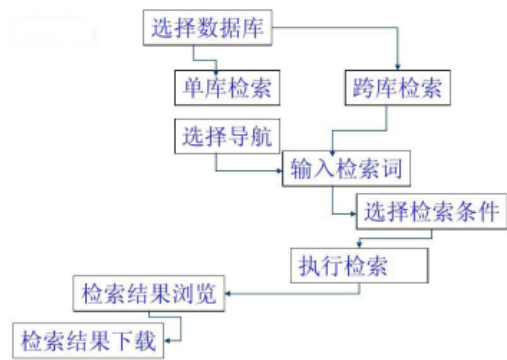 选择数据库
单库检索
跨库检索
选择导航
输入检索词
选择检索条件
执行检索
检索结果浏览
检索结果下载